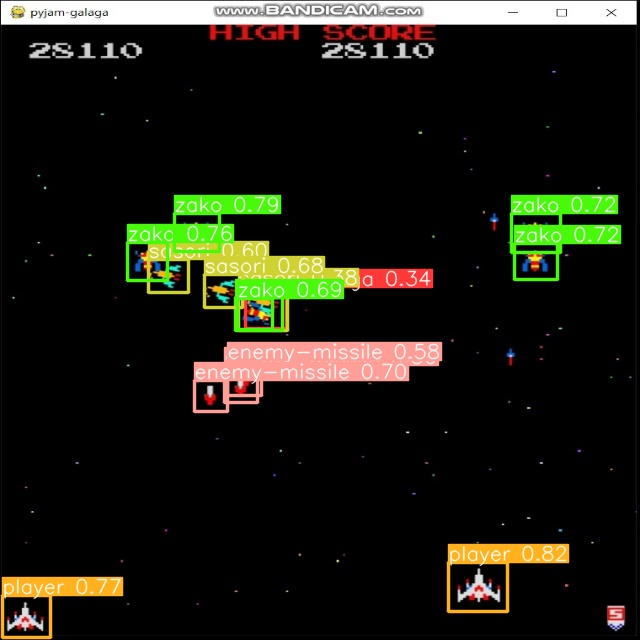 pyjam-galaga
www.BANDICAM.com
HIGH SCORE
28110 28110
zako 0.79
zako 0.72
zako 0.76
zako 0.72
0.60
sasori 0.68
0.34
zako 0.69
enemy-missile 0.58
enemy-missile 0.70
player 0.82
player 0.77
S